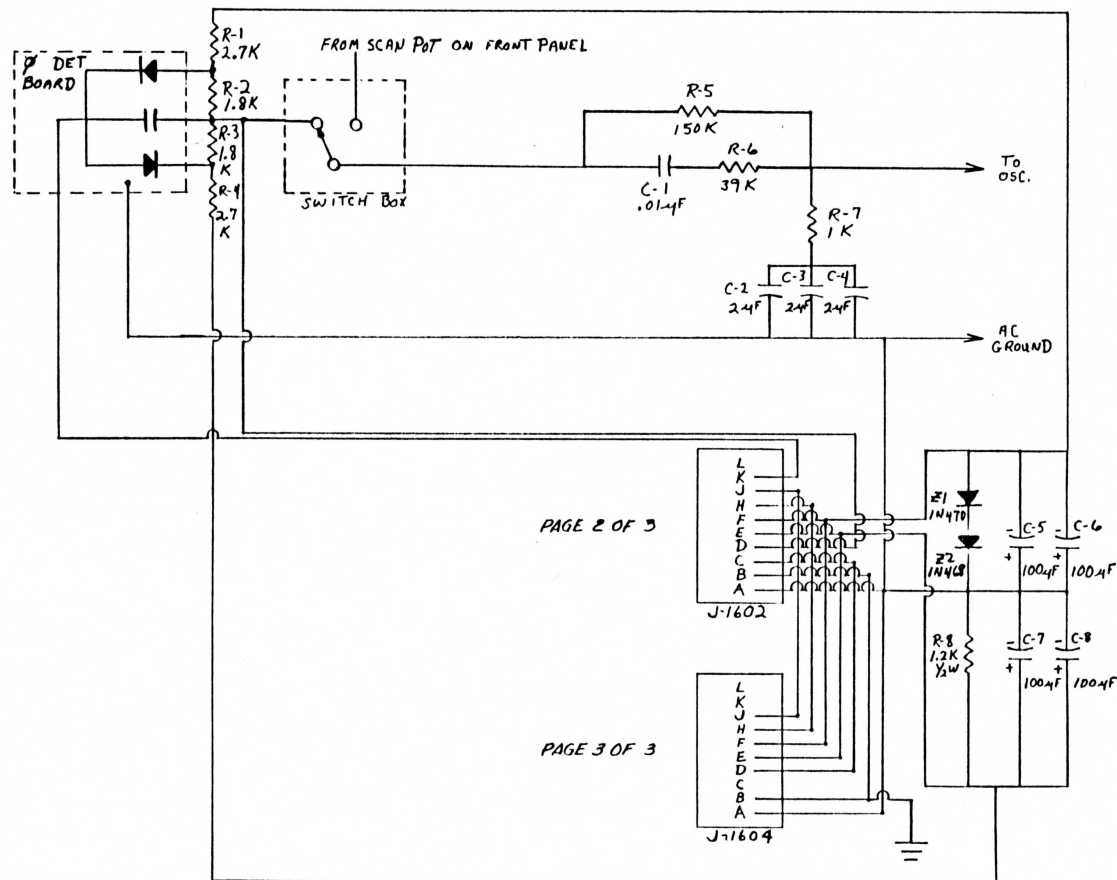 R-1
2.7K
FROM SCAN POT ON FRONT PANEL
Ø DET
BOARD
R-2
1.8K
R-3
1.8
K
R-4
2.7
K
SWITCH BOX
R-5
150K
R-6
39K
C-1
.01µF
TO
OSC.
R-7
1K
C-2
2µF
C-3
2µF
C-4
2µF
AC
GROUND
PAGE 2 OF 3
L
K
J
H
F
E
D
C
B
A
J-1602
Z1
1N470
Z2
1N468
- C-5
+
100µF
- C-6
+
100µF
R-8
1.2K
1/2W
- C-7
+
100µF
- C-8
+
100µF
PAGE 3 OF 3
L
K
J
H
F
E
D
C
B
A
J-1604